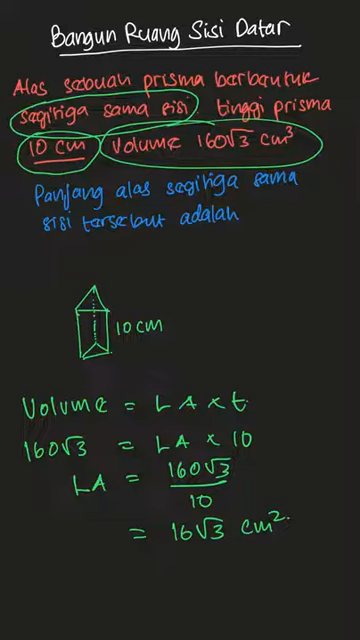 Bangun Ruang Sisi Datar
Alas sebuah prisma berbentuk
segitiga sama sisi tinggi prisma
10 cm Volume 160√3 cm³
Panjang alas segitiga sama
sisi tersebut adalah
10 cm
Volume = LA × t
160√3 = LA × 10
LA = 160√3
10
= 16√3 cm².